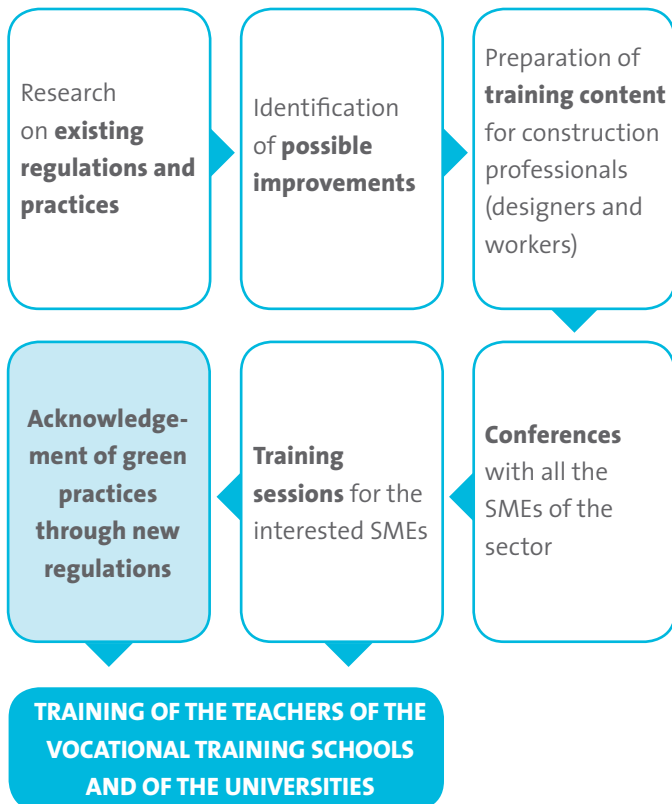 Research
on existing
regulations and
practices
Identification
of possible
improvements
Preparation of
training content
for construction
professionals
(designers and
workers)
Acknowledge-
ment of green
practices
through new
regulations
Training
sessions for the
interested SMEs
Conferences
with all the
SMEs of the
sector
TRAINING OF THE TEACHERS OF THE
VOCATIONAL TRAINING SCHOOLS
AND OF THE UNIVERSITIES